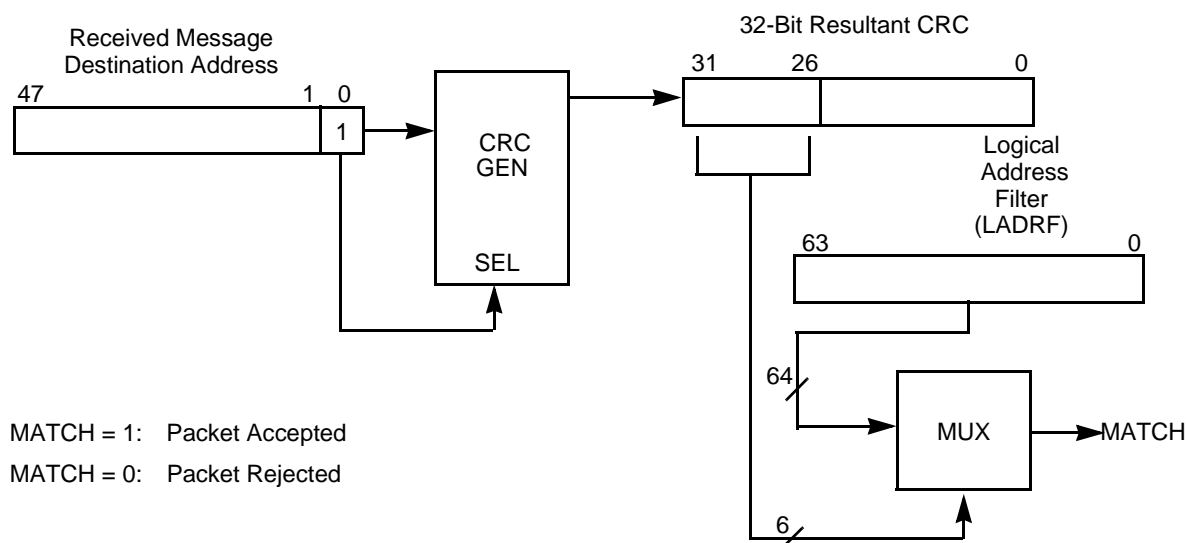 32-Bit Resultant CRC
Received Message
Destination Address
31 26 0
47 1 0
1
CRC
GEN
SEL
Logical
Address
Filter
(LADRF)
63 0
64
MUX
MATCH
6
MATCH = 1: Packet Accepted
MATCH = 0: Packet Rejected